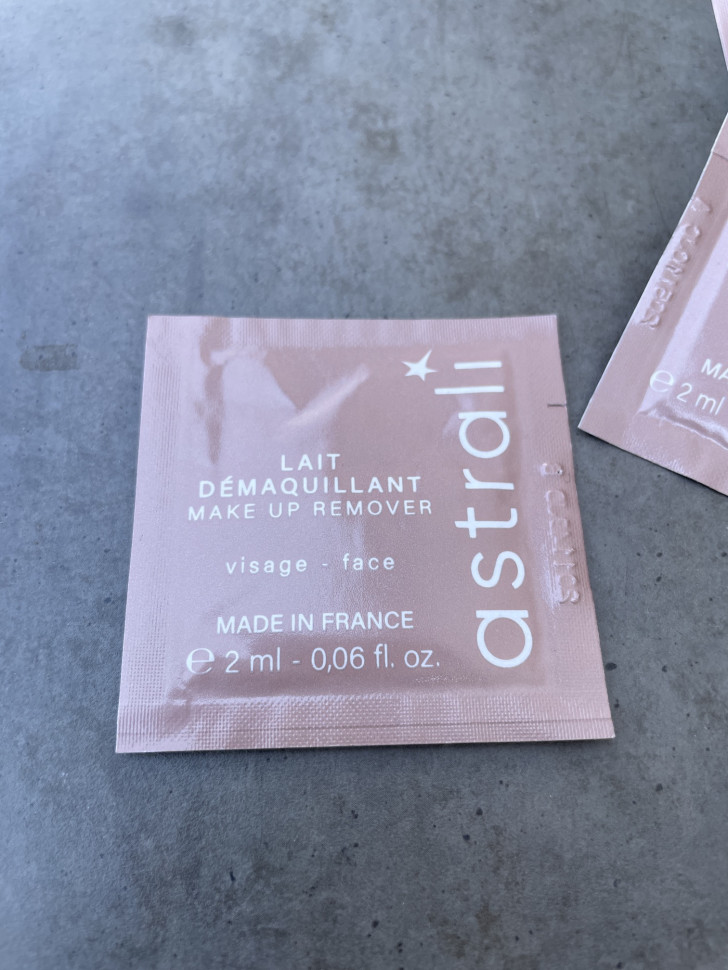 LAIT
DÉMAQUILLANT
MAKE UP REMOVER
visage - face
MADE IN FRANCE
℮ 2 ml - 0,06 fl. oz.
astrali
MA
℮ 2 ml